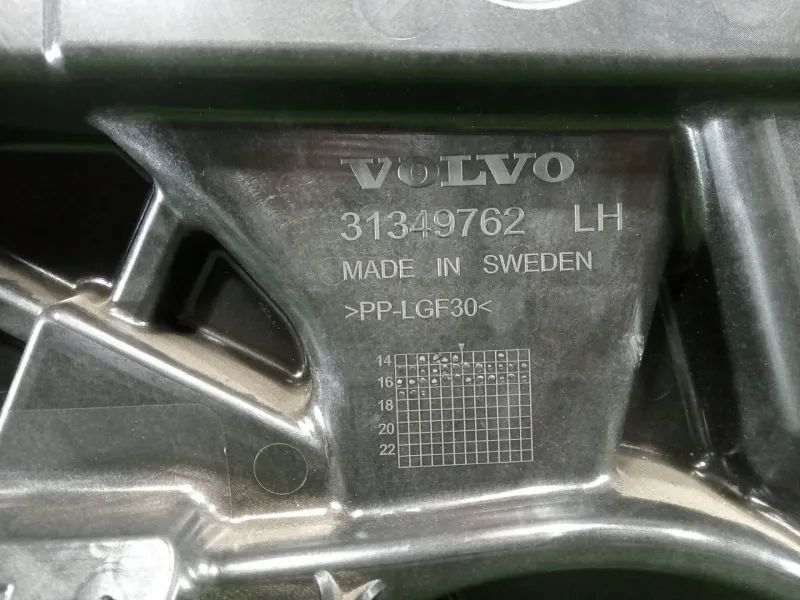 VOLVO
31349762 LH
MADE IN SWEDEN
>PP-LGF30<
14
16
18
20
22